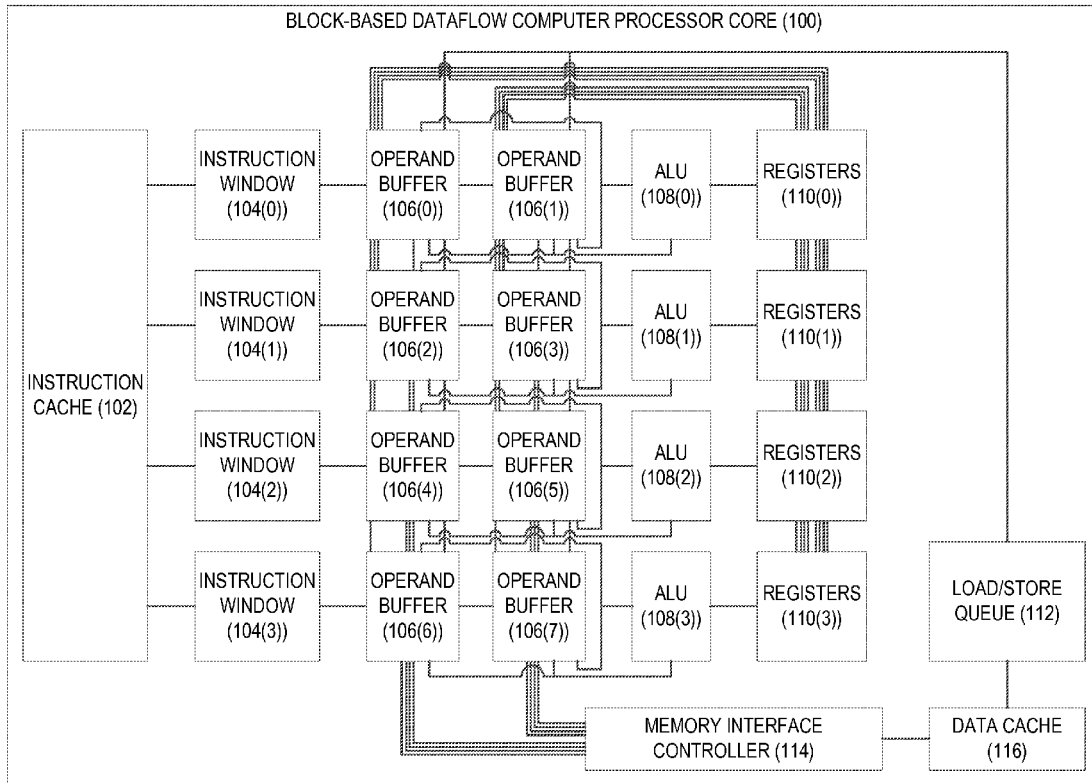 BLOCK-BASED DATAFLOW COMPUTER PROCESSOR CORE (100)
INSTRUCTION
CACHE (102)
INSTRUCTION
WINDOW
(104(0))
OPERAND
BUFFER
(106(0))
OPERAND
BUFFER
(106(1))
ALU
(108(0))
REGISTERS
(110(0))
INSTRUCTION
WINDOW
(104(1))
OPERAND
BUFFER
(106(2))
OPERAND
BUFFER
(106(3))
ALU
(108(1))
REGISTERS
(110(1))
INSTRUCTION
WINDOW
(104(2))
OPERAND
BUFFER
(106(4))
OPERAND
BUFFER
(106(5))
ALU
(108(2))
REGISTERS
(110(2))
INSTRUCTION
WINDOW
(104(3))
OPERAND
BUFFER
(106(6))
OPERAND
BUFFER
(106(7))
ALU
(108(3))
REGISTERS
(110(3))
LOAD/STORE
QUEUE (112)
MEMORY INTERFACE
CONTROLLER (114)
DATA CACHE
(116)